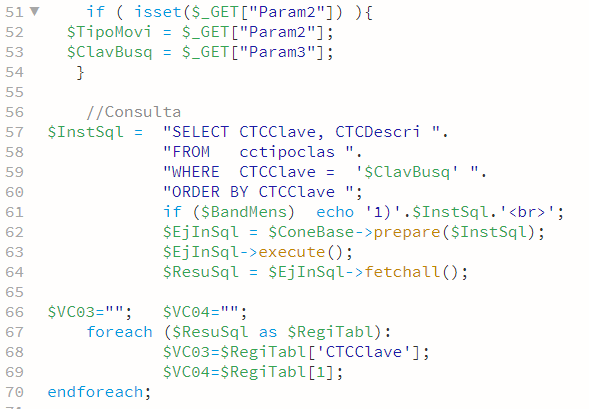 51 ▼ if ( isset($_GET["Param2"]) ){
52 $TipoMovi = $_GET["Param2"];
53 $ClavBusq = $_GET["Param3"];
54 }
55
56 //Consulta
57 $InstSql = "SELECT CTCClave, CTCDescri ".
58 "FROM cctipoclas ".
59 "WHERE CTCClave = '$ClavBusq' ".
60 "ORDER BY CTCClave ";
61 if ($BandMens) echo '1)'.$InstSql.'<br>';
62 $EjInSql = $ConeBase->prepare($InstSql);
63 $EjInSql->execute();
64 $ResuSql = $EjInSql->fetchall();
65
66 $VC03=""; $VC04="";
67 foreach ($ResuSql as $RegiTabl):
68 $VC03=$RegiTabl['CTCClave'];
69 $VC04=$RegiTabl[1];
70 endforeach;